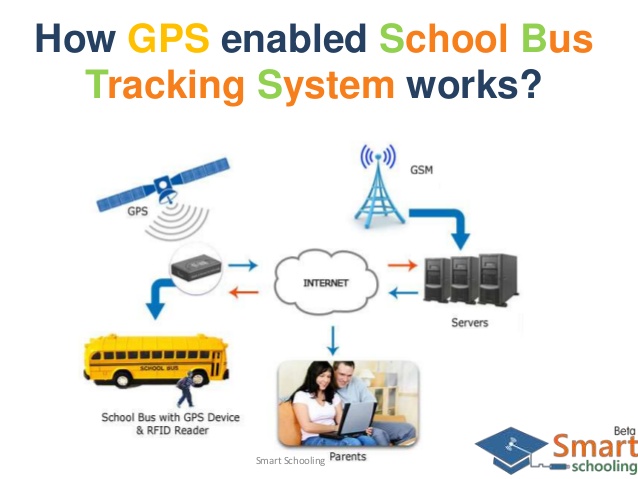 How GPS enabled School Bus
Tracking System works?
GPS
GSM
INTERNET
Servers
SCHOOL BUS
School Bus with GPS Device
& RFID Reader
Parents
Smart Schooling
Beta
Smart
schooling